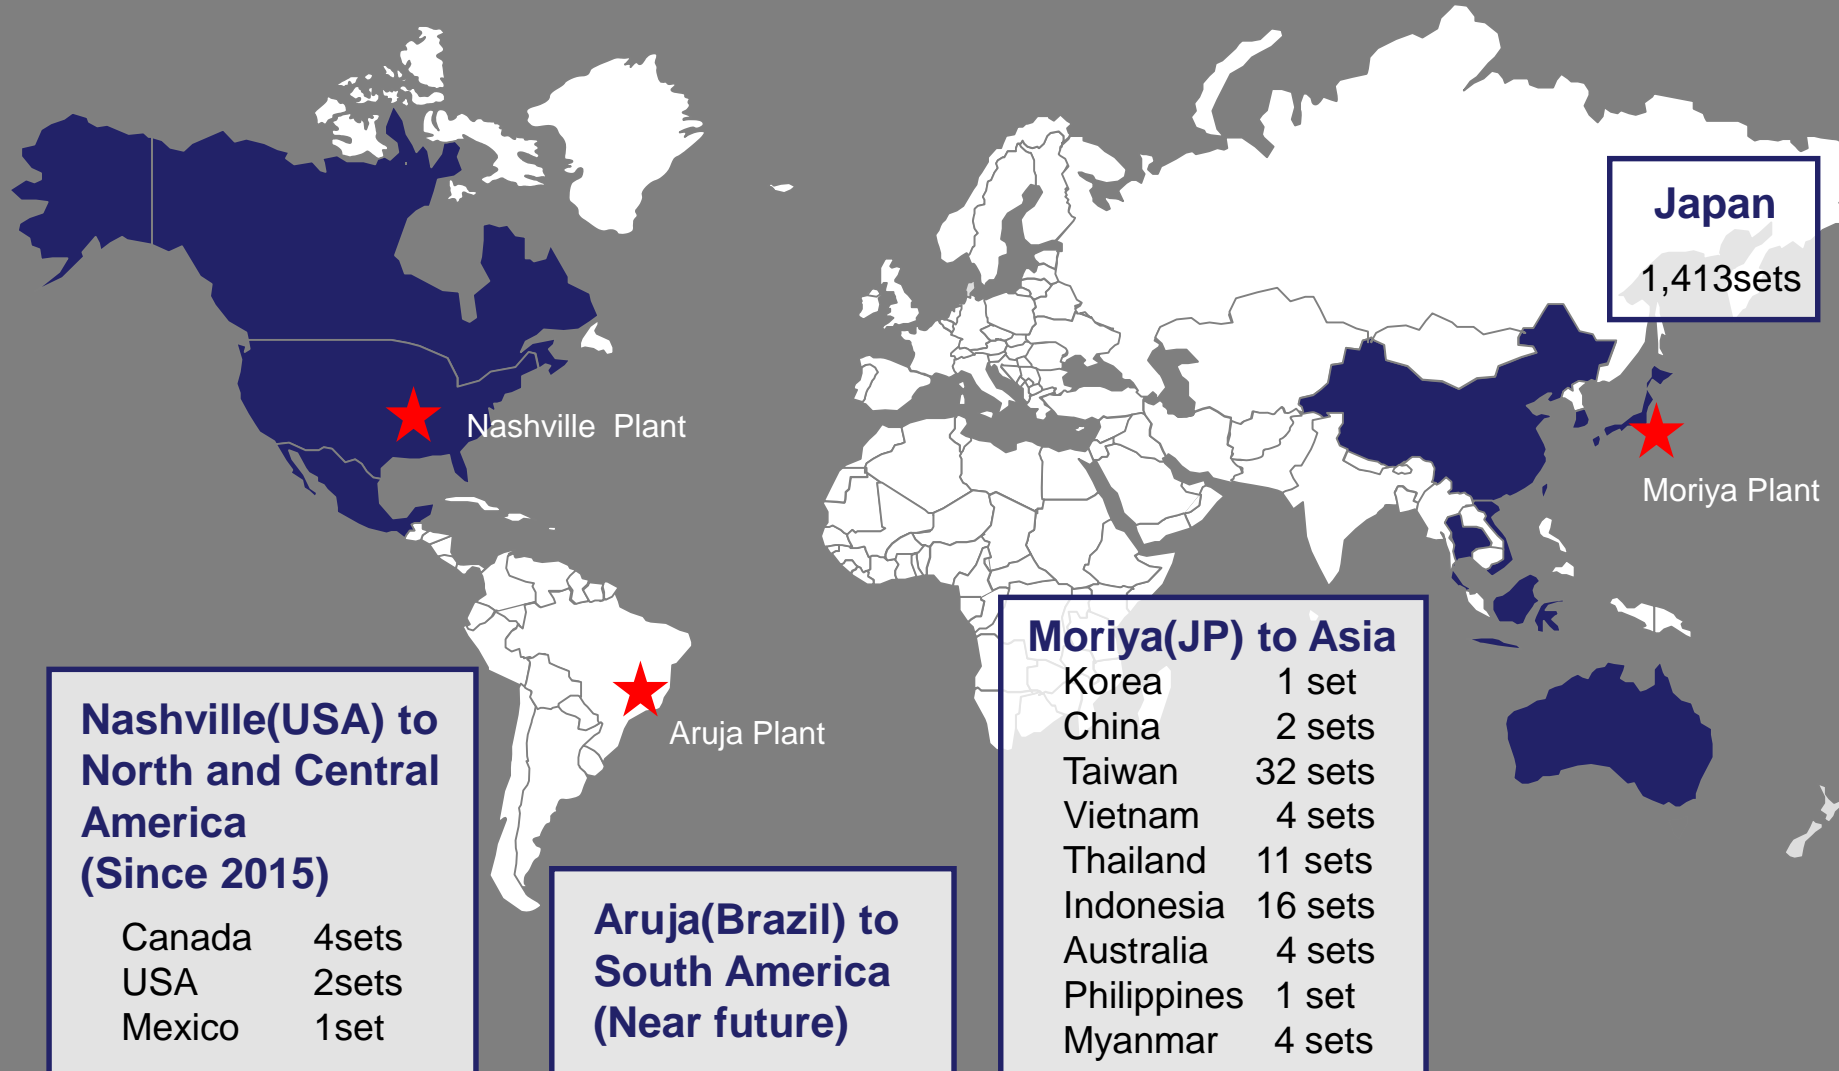 Japan
1,413sets
Nashville  Plant
Moriya Plant
Aruja Plant
Nashville(USA) to
North and Central
America
(Since 2015)
Canada 4sets
USA 2sets
Mexico 1set
Aruja(Brazil) to
South America
(Near future)
Moriya(JP) to Asia
Korea 1 set
China 2 sets
Taiwan 32 sets
Vietnam 4 sets
Thailand 11 sets
Indonesia 16 sets
Australia 4 sets
Philippines 1 set
Myanmar 4 sets